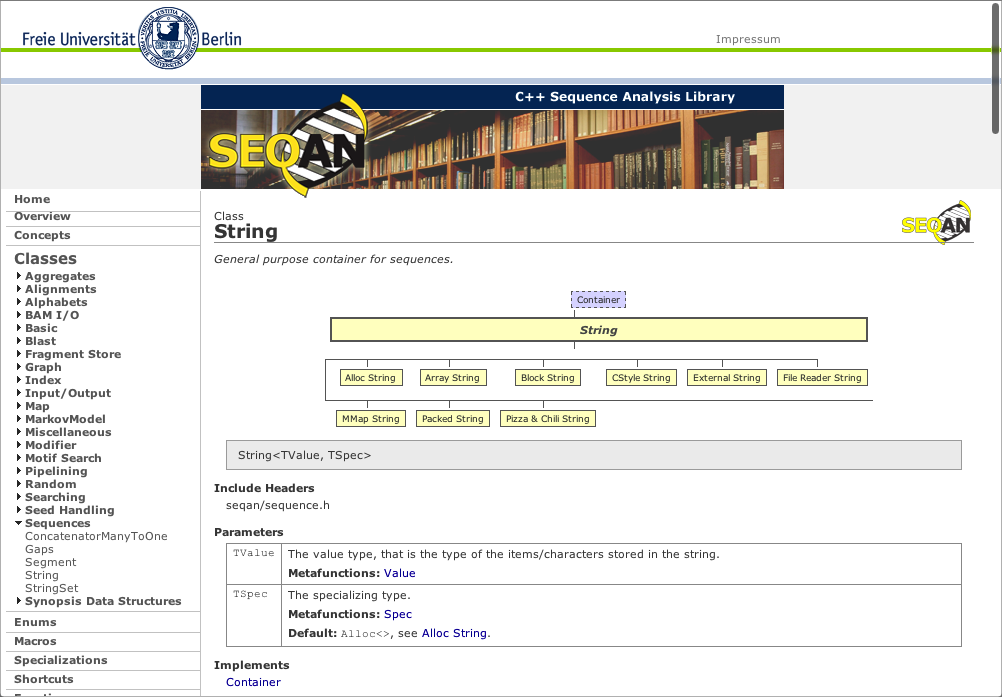 Freie Universität Berlin
Impressum
C++ Sequence Analysis Library
SEQAN
Home
Overview
Concepts
Classes
Aggregates
Alignments
Alphabets
BAM I/O
Basic
Blast
Fragment Store
Graph
Index
Input/Output
Map
MarkovModel
Miscellaneous
Modifier
Motif Search
Pipelining
Random
Searching
Seed Handling
Sequences
ConcatenatorManyToOne
Gaps
Segment
String
StringSet
Synopsis Data Structures
Enums
Macros
Specializations
Shortcuts
Class
String
SEQAN
General purpose container for sequences.
Container
String
Alloc String Array String Block String CStyle String External String File Reader String
MMap String Packed String Pizza & Chili String
String<TValue, TSpec>
Include Headers
seqan/sequence.h
Parameters
TValue The value type, that is the type of the items/characters stored in the string.
Metafunctions: Value
TSpec The specializing type.
Metafunctions: Spec
Default: Alloc<>, see Alloc String.
Implements
Container